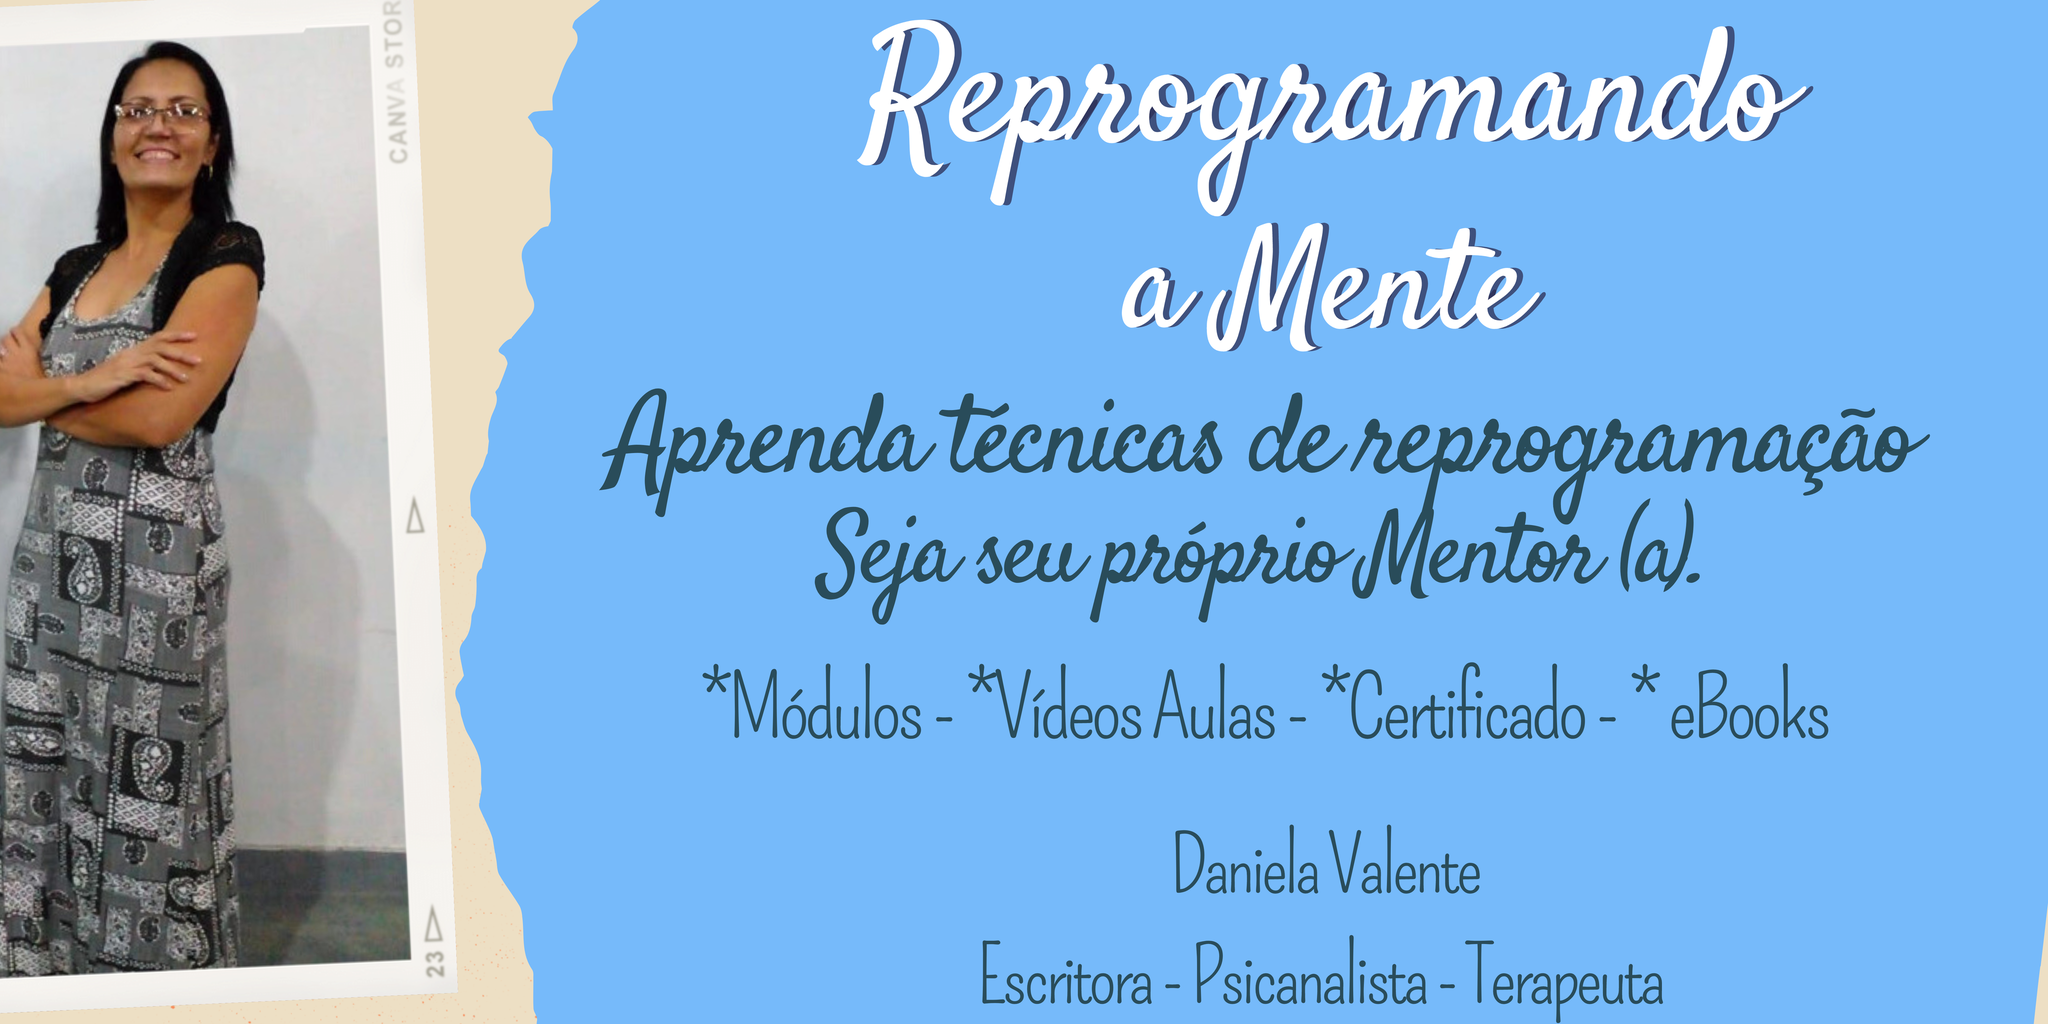 CANVA STOR
23
Reprogramando
a Mente
Aprenda técnicas de reprogramação
Seja seu próprio Mentor (a).
*Módulos - *Vídeos Aulas - *Certificado - * eBooks
Daniela Valente
Escritora - Psicanalista - Terapeuta